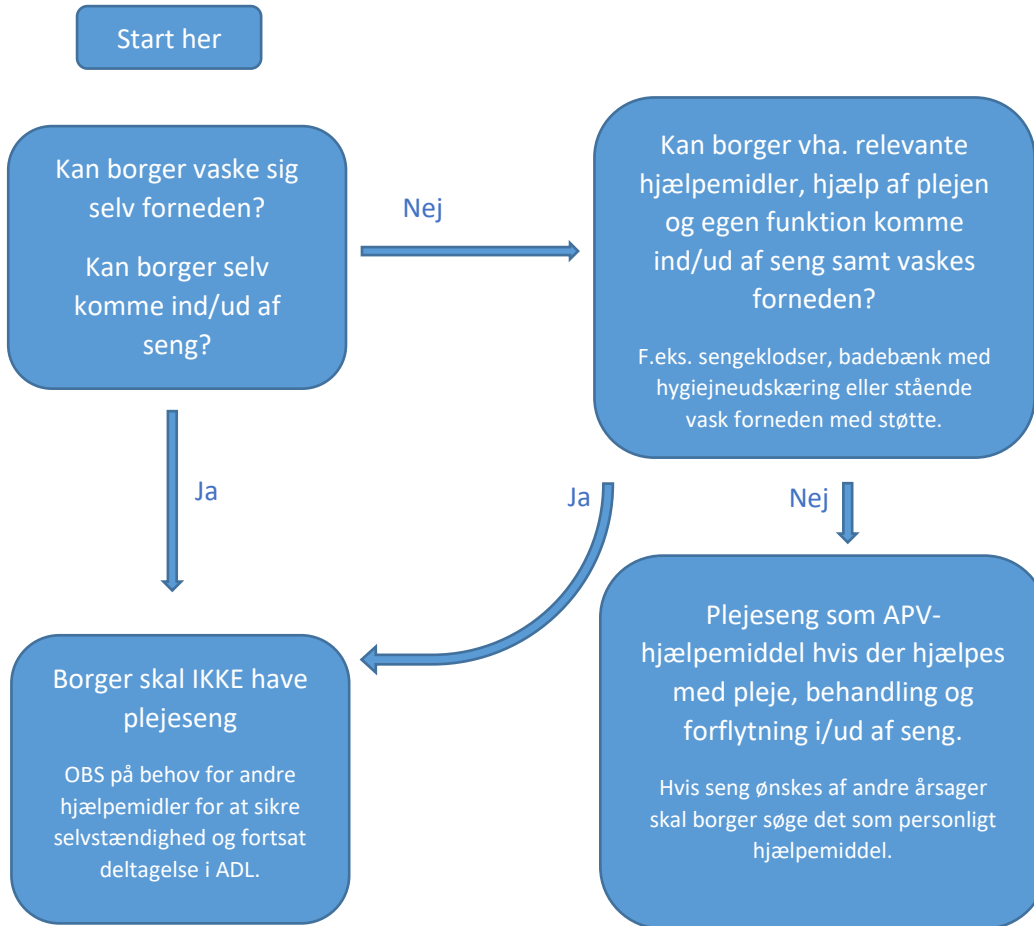 Start her
Kan borger vaske sig
selv forneden?
Kan borger selv
komme ind/ud af
seng?
Nej
Kan borger vha. relevante
hjælpemidler, hjælp af plejen
og egen funktion komme
ind/ud af seng samt vaskes
forneden?
F.eks. sengeklodser, badebænk med
hygiejneudskæring eller stående
vask forneden med støtte.
Ja
Ja
Nej
Borger skal IKKE have
plejeseng
OBS på behov for andre
hjælpemidler for at sikre
selvstændighed og fortsat
deltagelse i ADL.
Plejeseng som APV-
hjælpemiddel hvis der hjælpes
med pleje, behandling og
forflytning i/ud af seng.
Hvis seng ønskes af andre årsager
skal borger søge det som personligt
hjælpemiddel.